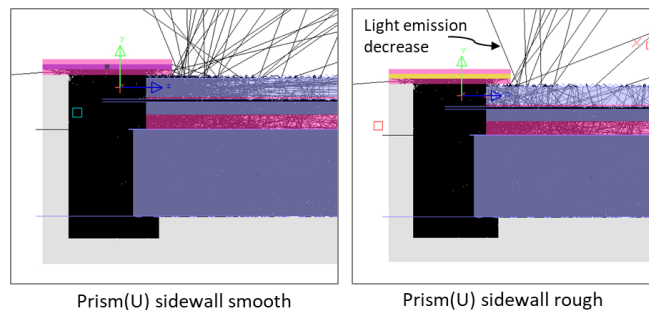 Light emission
decrease
y
z
Prism(U) sidewall smooth
y
x
Prism(U) sidewall rough